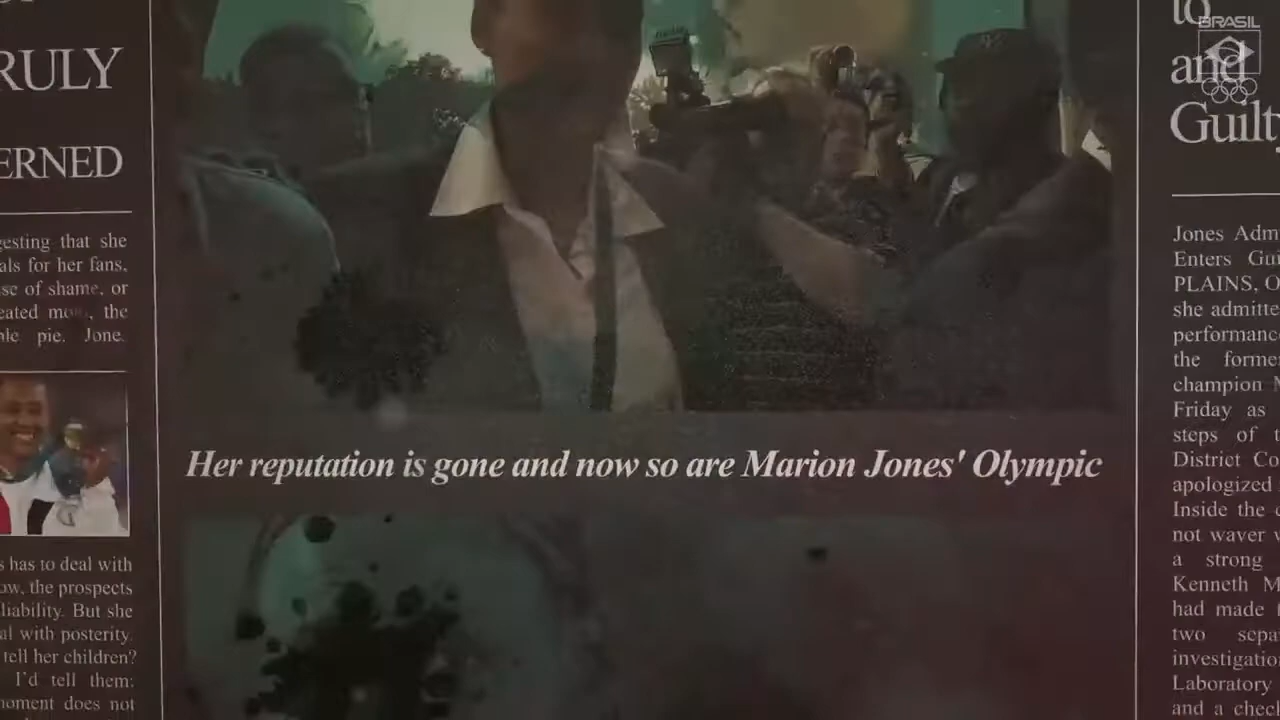 RULY
ERNED
gesting that she
als for her fans,
se of shame, or
the
pie. Jone.
s has to deal with
ow, the prospects
liability. But she
al with posterity.
tell her children?
I'd tell them:
moment does not
Her reputation is gone and now so are Marion Jones' Olympic
BRASIL
to
and
Guilty
Jones Adm
Enters Gui
PLAINS, O
she admitte
performance
the forme
champion
Friday as
steps of t
District Co
apologized
Inside the
not waver
a strong
Kenneth M
had made
two sepa
investigatio
Laboratory
and a check